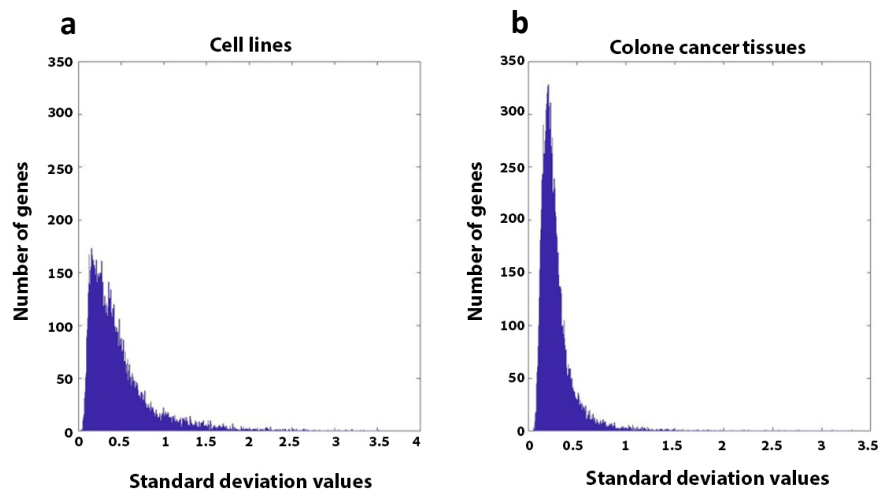 a
Cell lines
350
300
250
200
150
100
50
0
Number of genes
0 0.5 1 1.5 2 2.5 3 3.5 4
Standard deviation values
b
Colone cancer tissues
350
300
250
200
150
100
50
0
Number of genes
0 0.5 1 1.5 2 2.5 3 3.5
Standard deviation values